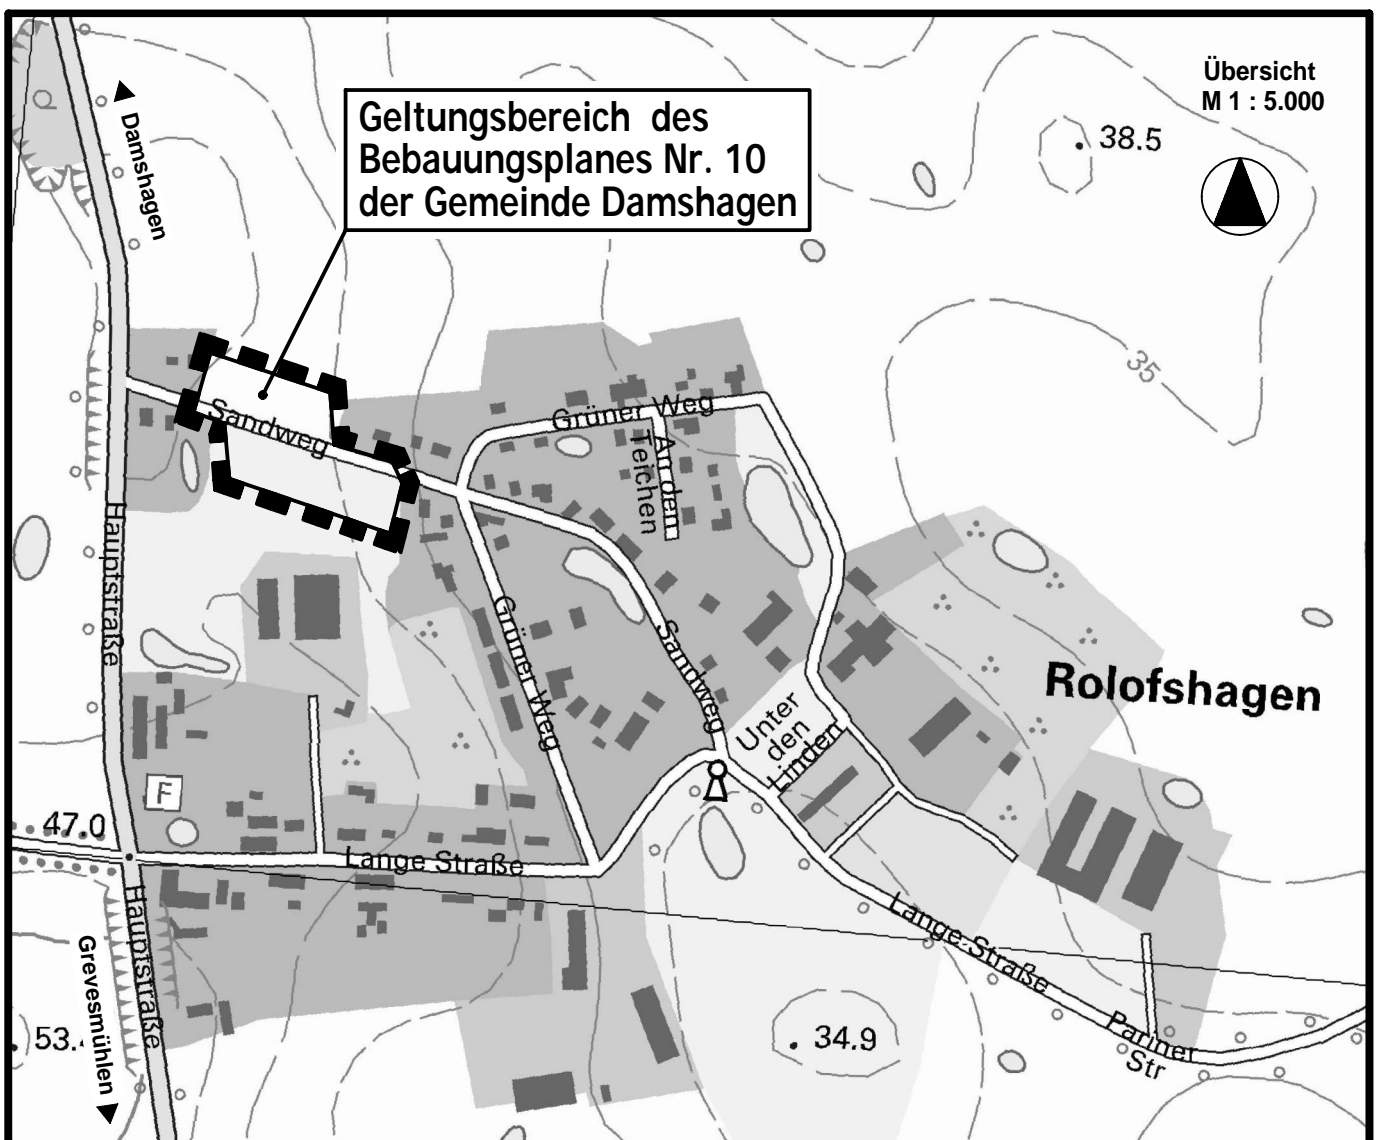 Übersicht
M 1 : 5.000
Geltungsbereich des
Bebauungsplanes Nr. 10
der Gemeinde Damshagen
Damshagen
38.5
35
Sandweg
Grüner Weg
An den
Teichen
Hauptstraße
Grüner Weg
Sandweg
Unter
den
Linden
Rolofshagen
F
47.0
Lange Straße
Hauptstraße
Grevesmühlen
Lange Straße
34.9
Pariner
Str